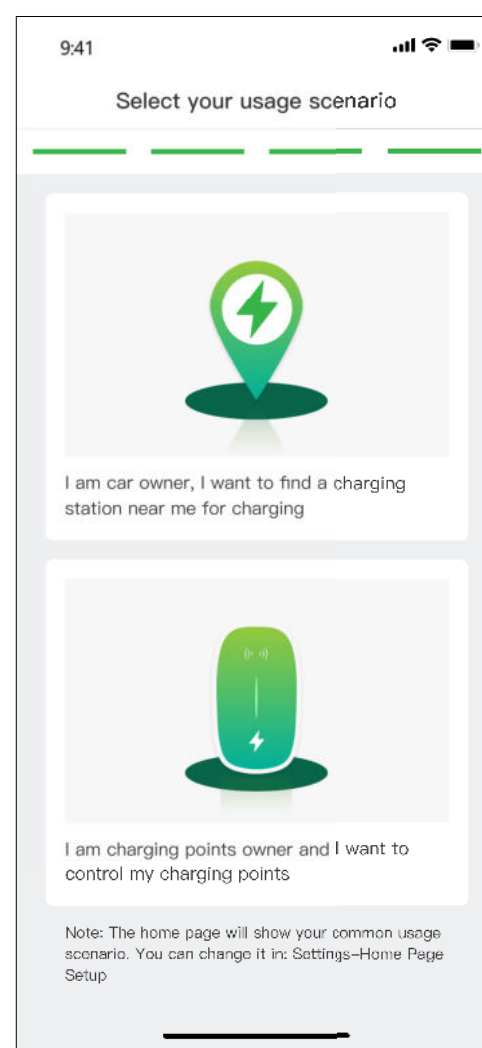 9:41
Select your usage scenario
I am car owner, I want to find a charging
station near me for charging
I am charging points owner and I want to
control my charging points
Note: The home page will show your common usage
scenario. You can change it in: Settings-Home Page
Setup